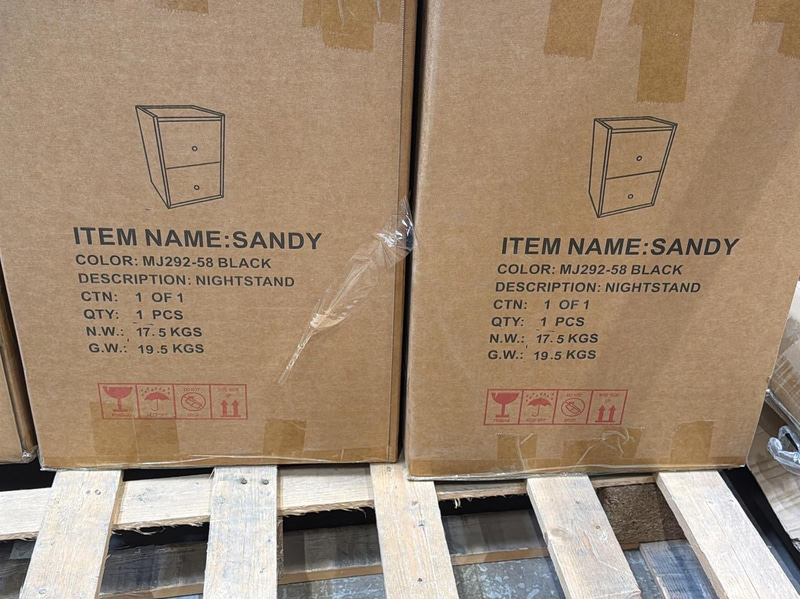 ITEM NAME:SANDY
COLOR: MJ292-58 BLACK
DESCRIPTION: NIGHTSTAND
CTN: 1 OF 1
QTY: 1 PCS
N.W.: 17.5 KGS
G.W.: 19.5 KGS
ITEM NAME:SANDY
COLOR: MJ292-58 BLACK
DESCRIPTION: NIGHTSTAND
CTN: 1 OF 1
QTY: 1 PCS
N.W.: 17.5 KGS
G.W.: 19.5 KGS